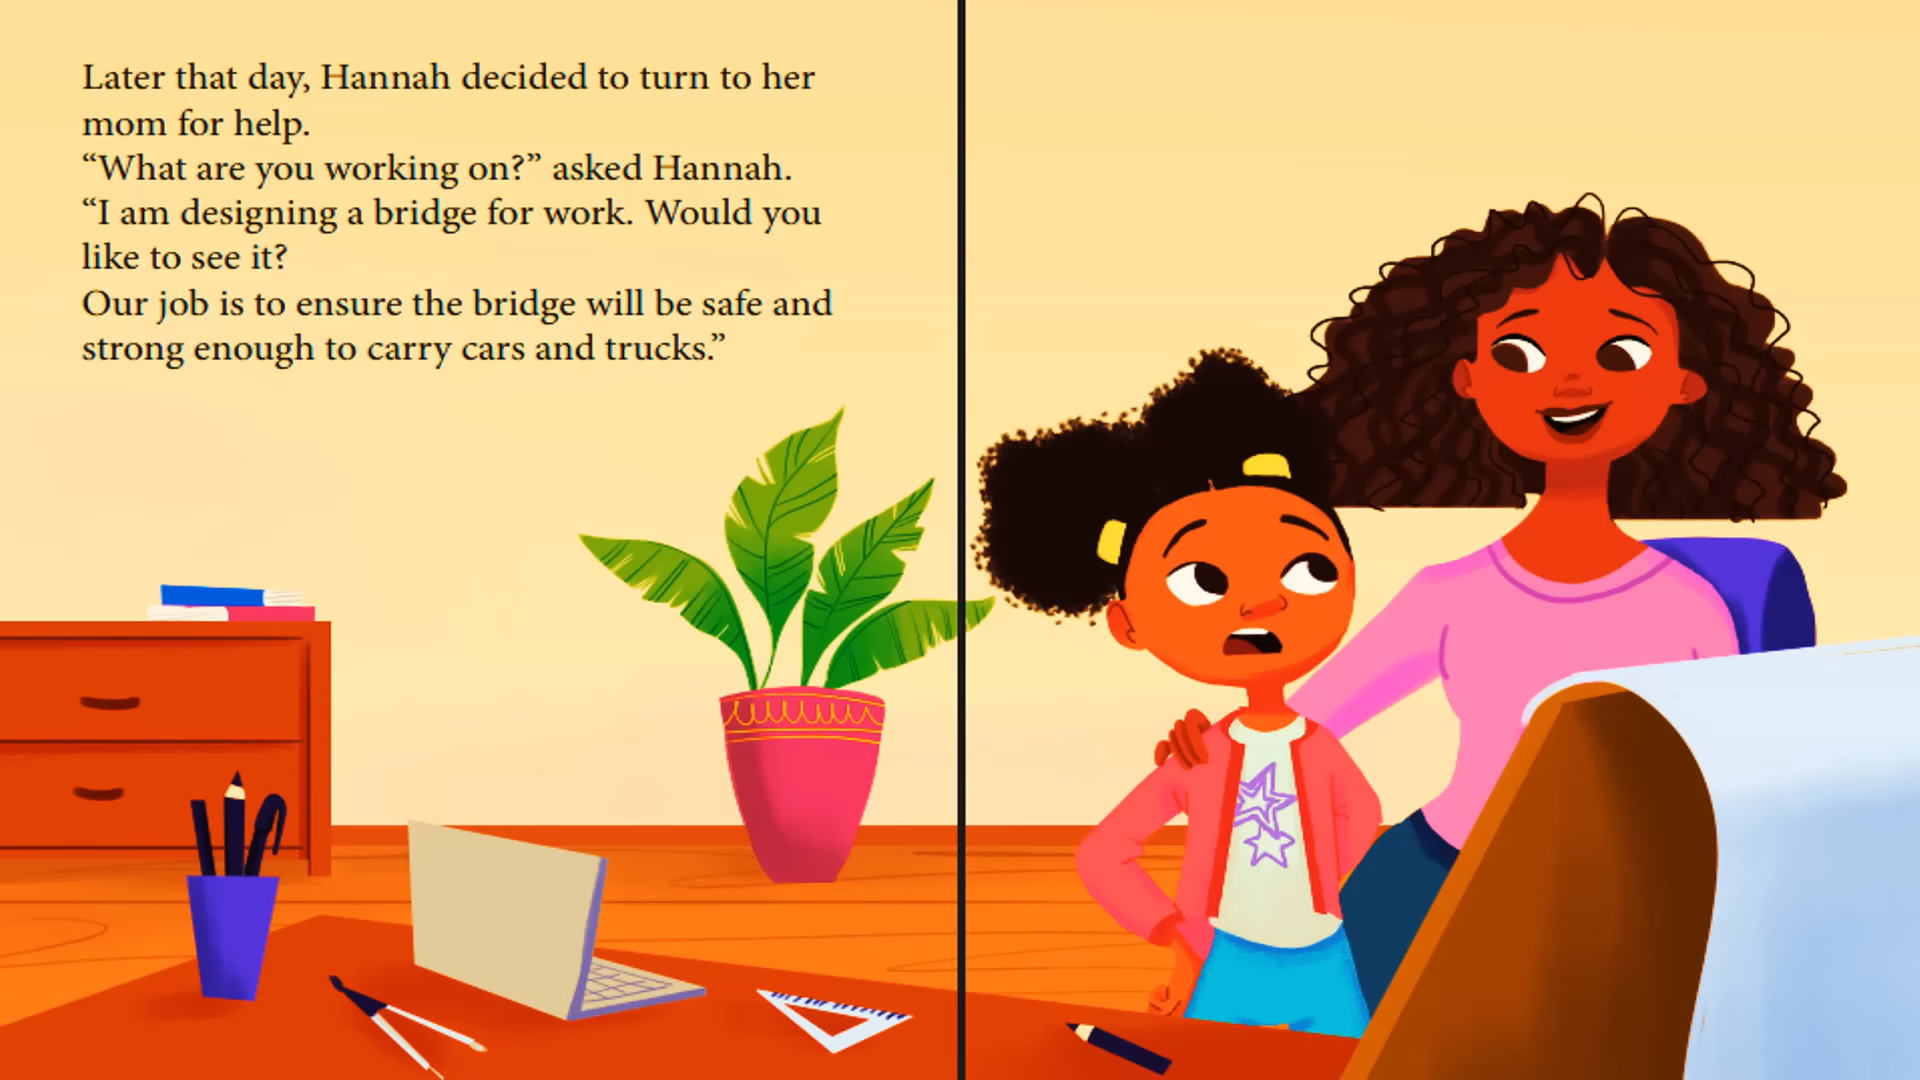 Later that day, Hannah decided to turn to her
mom for help.
“What are you working on?” asked Hannah.
“I am designing a bridge for work. Would you
like to see it?
Our job is to ensure the bridge will be safe and
strong enough to carry cars and trucks.”